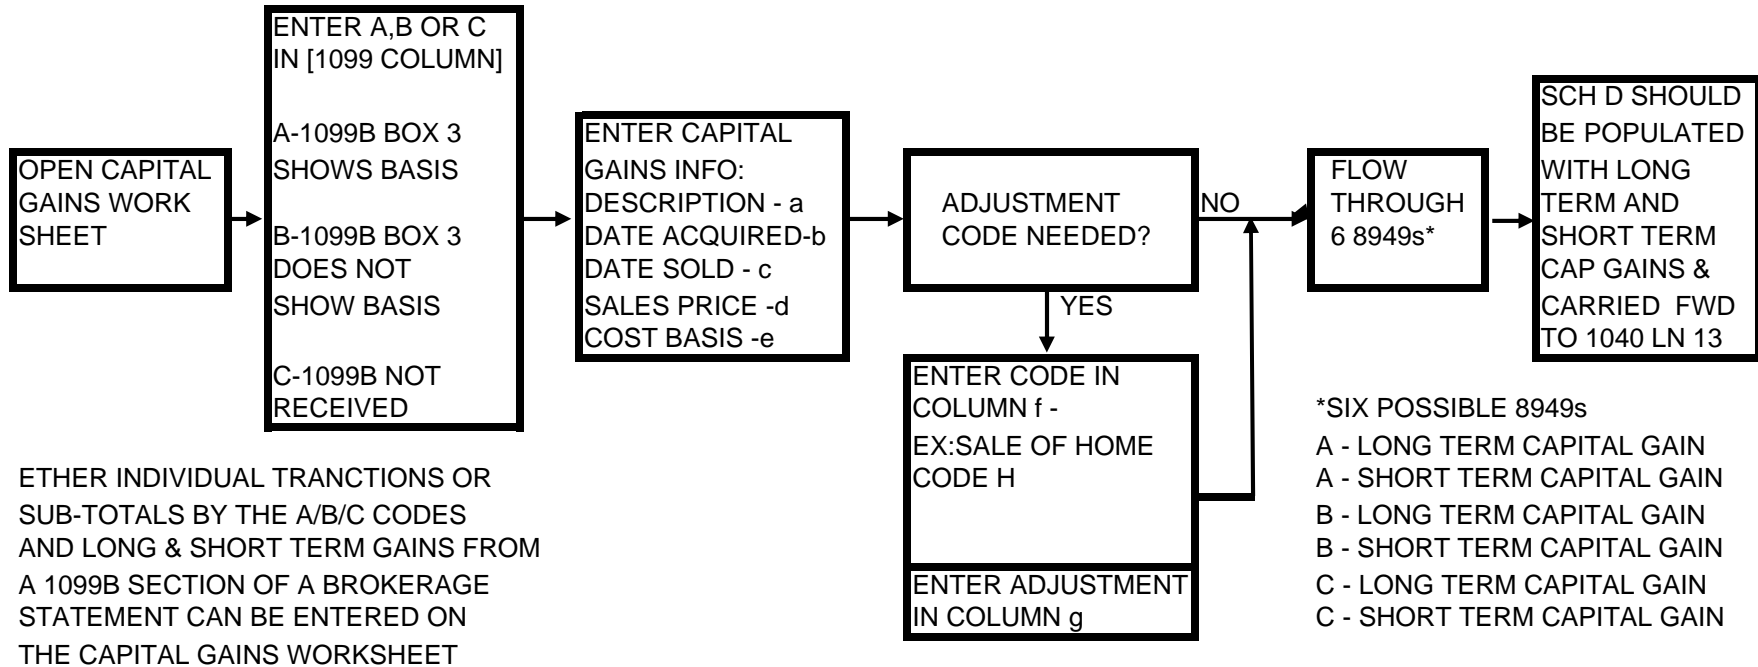 OPEN CAPITAL
GAINS WORK
SHEET
ENTER A,B OR C
IN [1099 COLUMN]
A-1099B BOX 3
SHOWS BASIS
B-1099B BOX 3
DOES NOT
SHOW BASIS
C-1099B NOT
RECEIVED
ENTER CAPITAL
GAINS INFO:
DESCRIPTION - a
DATE ACQUIRED-b
DATE SOLD - c
SALES PRICE -d
COST BASIS -e
ADJUSTMENT
CODE NEEDED?
NO
YES
ENTER CODE IN
COLUMN f -
EX:SALE OF HOME
CODE H
ENTER ADJUSTMENT
IN COLUMN g
FLOW
THROUGH
6 8949s*
SCH D SHOULD
BE POPULATED
WITH LONG
TERM AND
SHORT TERM
CAP GAINS &
CARRIED FWD
TO 1040 LN 13
*SIX POSSIBLE 8949s
A - LONG TERM CAPITAL GAIN
A - SHORT TERM CAPITAL GAIN
B - LONG TERM CAPITAL GAIN
B - SHORT TERM CAPITAL GAIN
C - LONG TERM CAPITAL GAIN
C - SHORT TERM CAPITAL GAIN
ETHER INDIVIDUAL TRANCTIONS OR
SUB-TOTALS BY THE A/B/C CODES
AND LONG & SHORT TERM GAINS FROM
A 1099B SECTION OF A BROKERAGE
STATEMENT CAN BE ENTERED ON
THE CAPITAL GAINS WORKSHEET